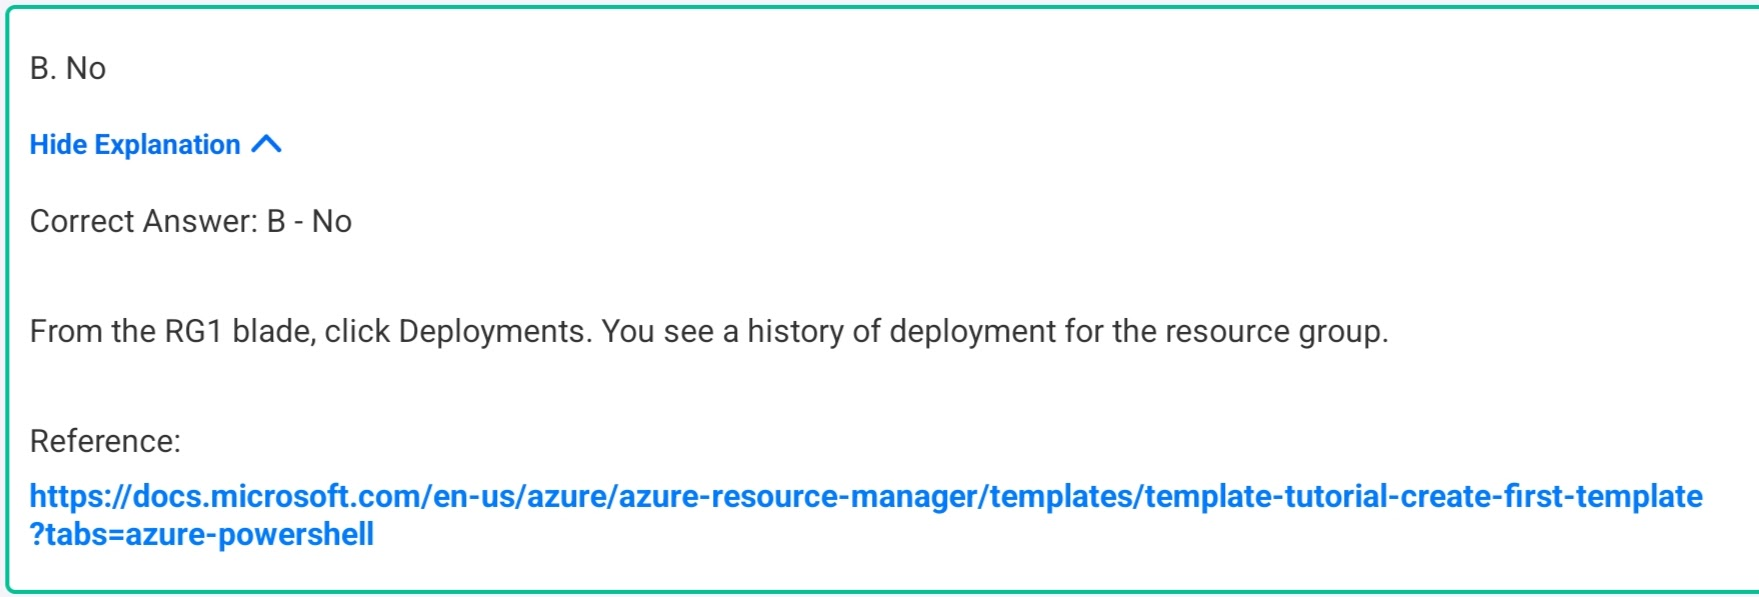 B. No
Hide Explanation
Correct Answer: B - No
From the RG1 blade, click Deployments. You see a history of deployment for the resource group.
Reference:
https://docs.microsoft.com/en-us/azure/azure-resource-manager/templates/template-tutorial-create-first-template
?tabs=azure-powershell